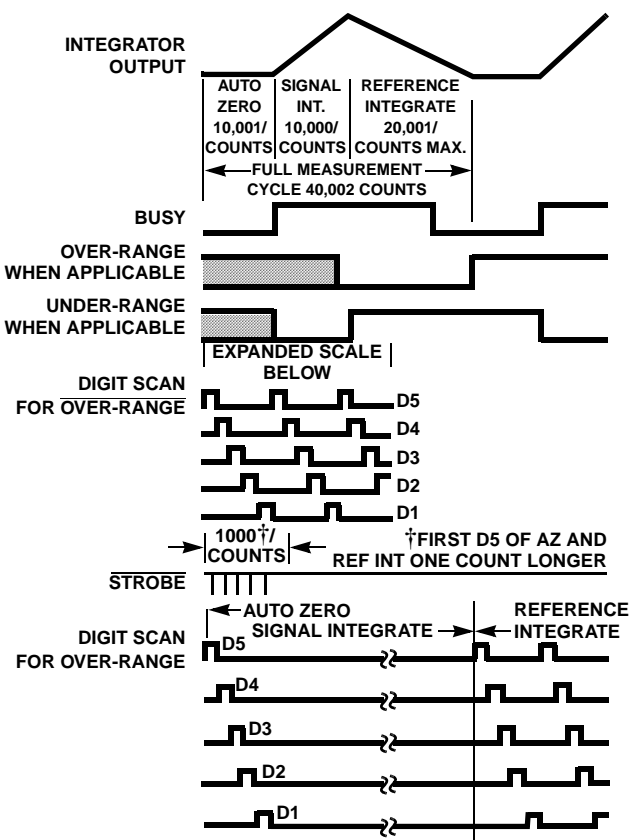 INTEGRATOR
OUTPUT
AUTO
ZERO
10,001/
COUNTS
SIGNAL
INT.
10,000/
COUNTS
REFERENCE
INTEGRATE
20,001/
COUNTS MAX.
FULL MEASUREMENT
CYCLE 40,002 COUNTS
BUSY
OVER-RANGE
WHEN APPLICABLE
UNDER-RANGE
WHEN APPLICABLE
EXPANDED SCALE
BELOW
DIGIT SCAN
FOR OVER-RANGE
D5
D4
D3
D2
D1
1000†/
COUNTS
†FIRST D5 OF AZ AND
REF INT ONE COUNT LONGER
STROBE
AUTO ZERO
SIGNAL INTEGRATE
REFERENCE
INTEGRATE
DIGIT SCAN
FOR OVER-RANGE
D5
D4
D3
D2
D1